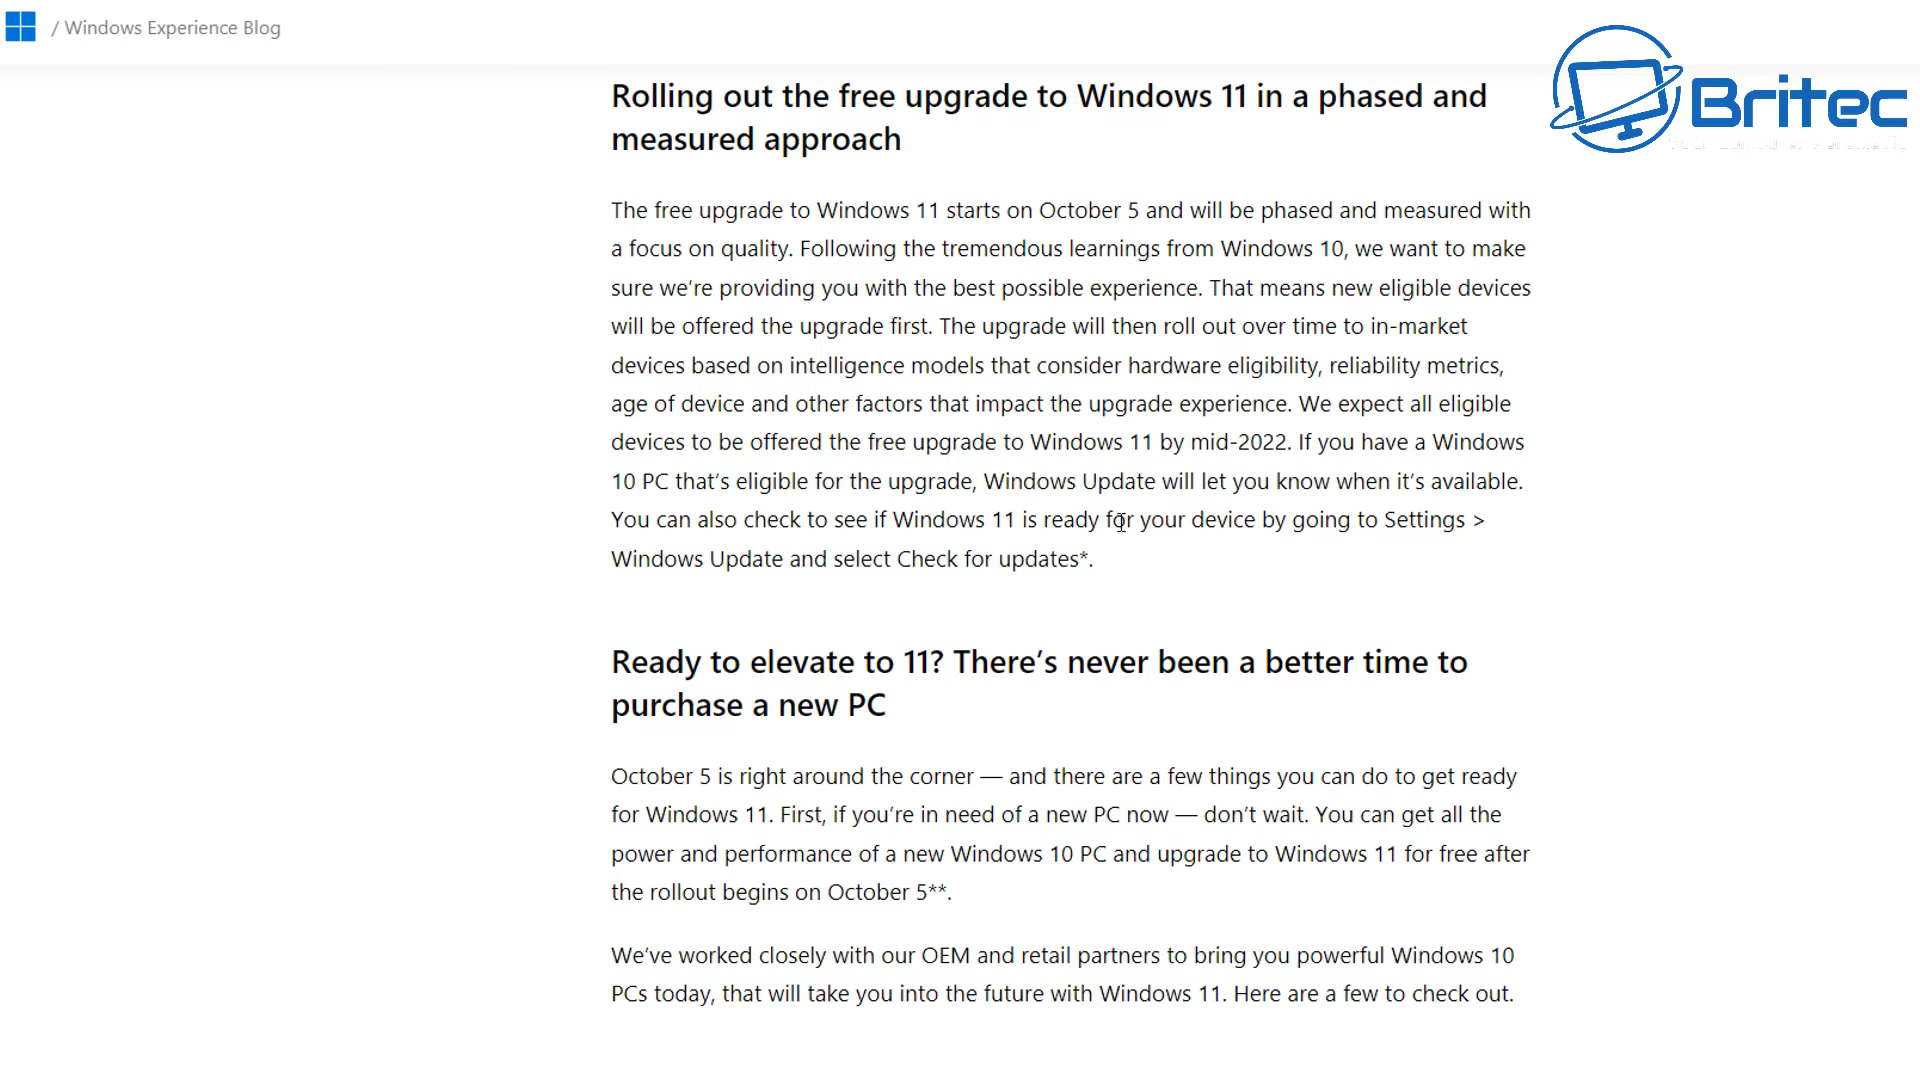 / Windows Experience Blog
Britec
Rolling out the free upgrade to Windows 11 in a phased and
measured approach
The free upgrade to Windows 11 starts on October 5 and will be phased and measured with
a focus on quality. Following the tremendous learnings from Windows 10, we want to make
sure we’re providing you with the best possible experience. That means new eligible devices
will be offered the upgrade first. The upgrade will then roll out over time to in-market
devices based on intelligence models that consider hardware eligibility, reliability metrics,
age of device and other factors that impact the upgrade experience. We expect all eligible
devices to be offered the free upgrade to Windows 11 by mid-2022. If you have a Windows
10 PC that’s eligible for the upgrade, Windows Update will let you know when it’s available.
You can also check to see if Windows 11 is ready for your device by going to Settings >
Windows Update and select Check for updates*.
Ready to elevate to 11? There’s never been a better time to
purchase a new PC
October 5 is right around the corner — and there are a few things you can do to get ready
for Windows 11. First, if you’re in need of a new PC now — don’t wait. You can get all the
power and performance of a new Windows 10 PC and upgrade to Windows 11 for free after
the rollout begins on October 5**.
We’ve worked closely with our OEM and retail partners to bring you powerful Windows 10
PCs today, that will take you into the future with Windows 11. Here are a few to check out.